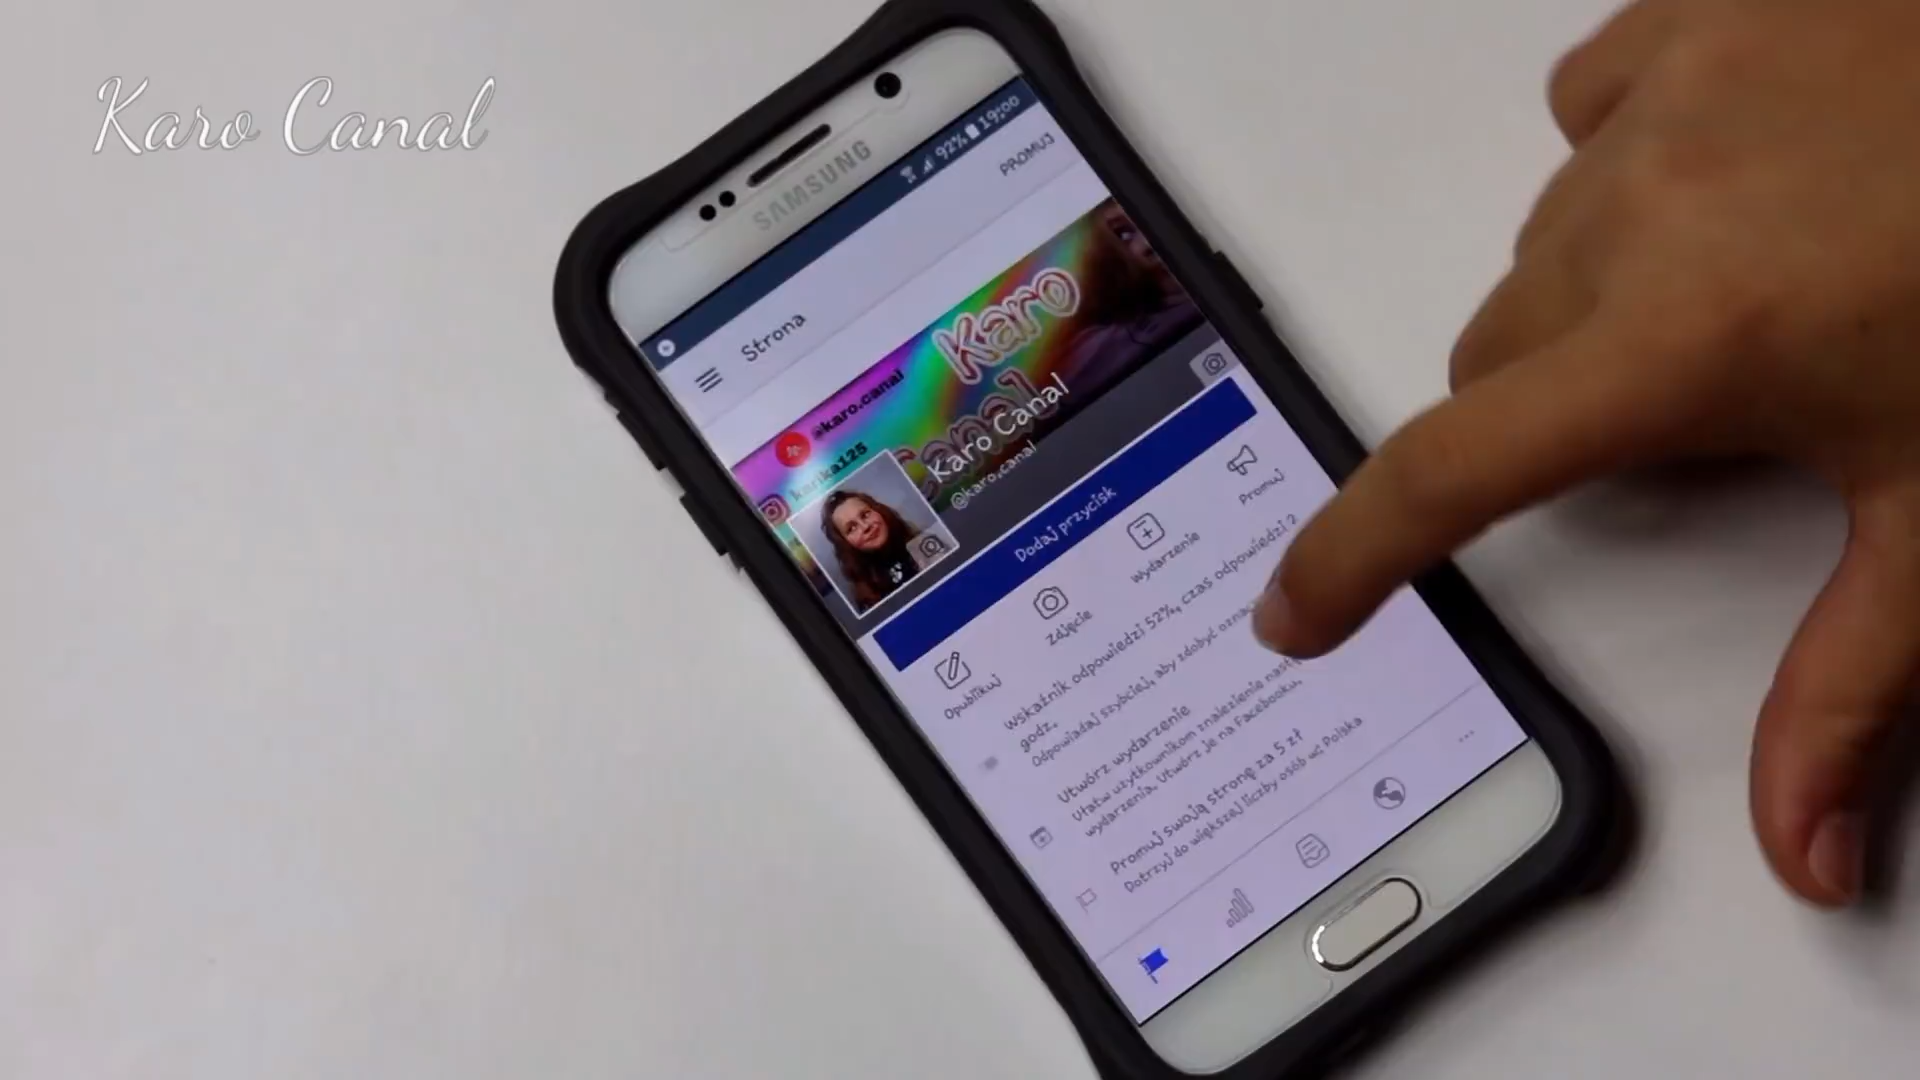 Karo Canal
SAMSUNG
92% 19:00
PROMUJ
Strona
Karo
Canal
@karo.canal
karika125
Karo Canal
@karo.canal
Dodaj przycisk
Opublikuj
Zdjęcie
Wydarzenie
Promuj
Wskaźnik odpowiedzi 52%, czas odpowiedzi 2
godz.
Odpowiadaj szybciej, aby zdobyć
Utwórz wydarzenie
Ułatw użytkownikom znalezienie
wydarzenia. Utwórz je na Facebooku.
Promuj swoją stronę za 5 zł
Dotrzyj do większej liczby osób w: Polska